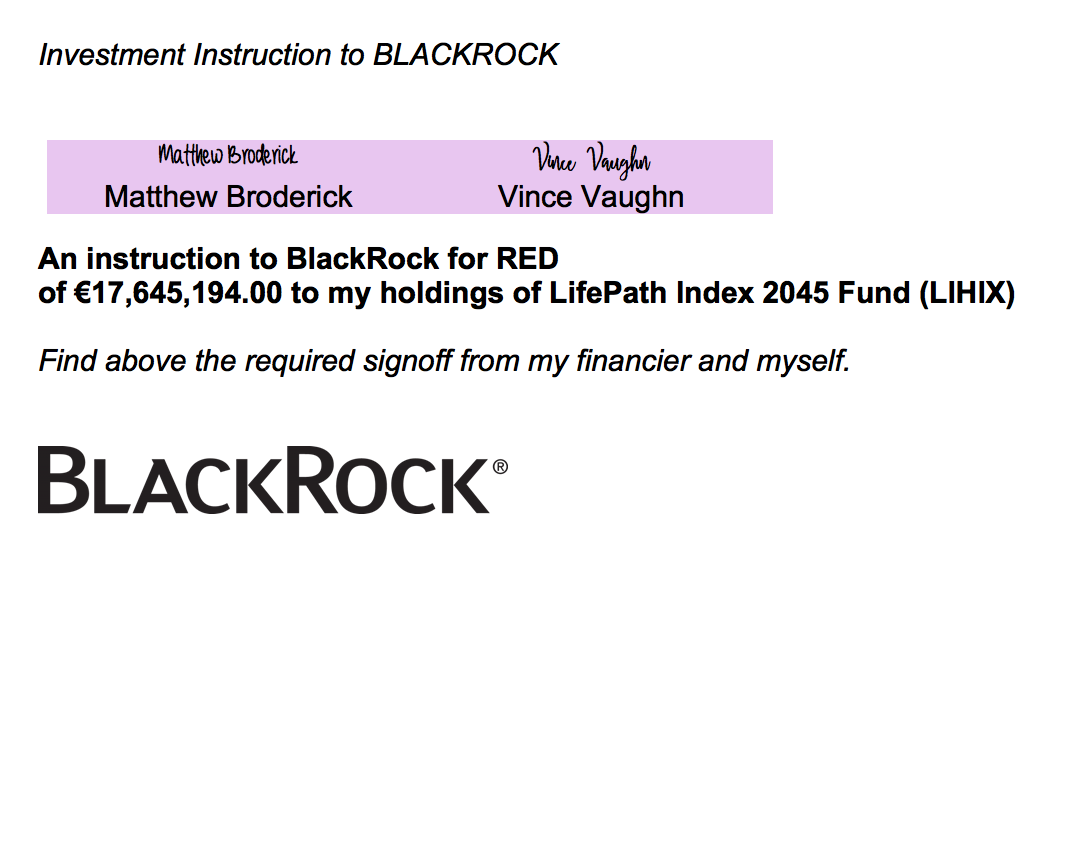 Investment Instruction to BLACKROCK
Matthew Broderick Vince Vaughn
Matthew Broderick Vince Vaughn
An instruction to BlackRock for RED
of €17,645,194.00 to my holdings of LifePath Index 2045 Fund (LIHIX)
Find above the required signoff from my financier and myself.
BLACKROCK®